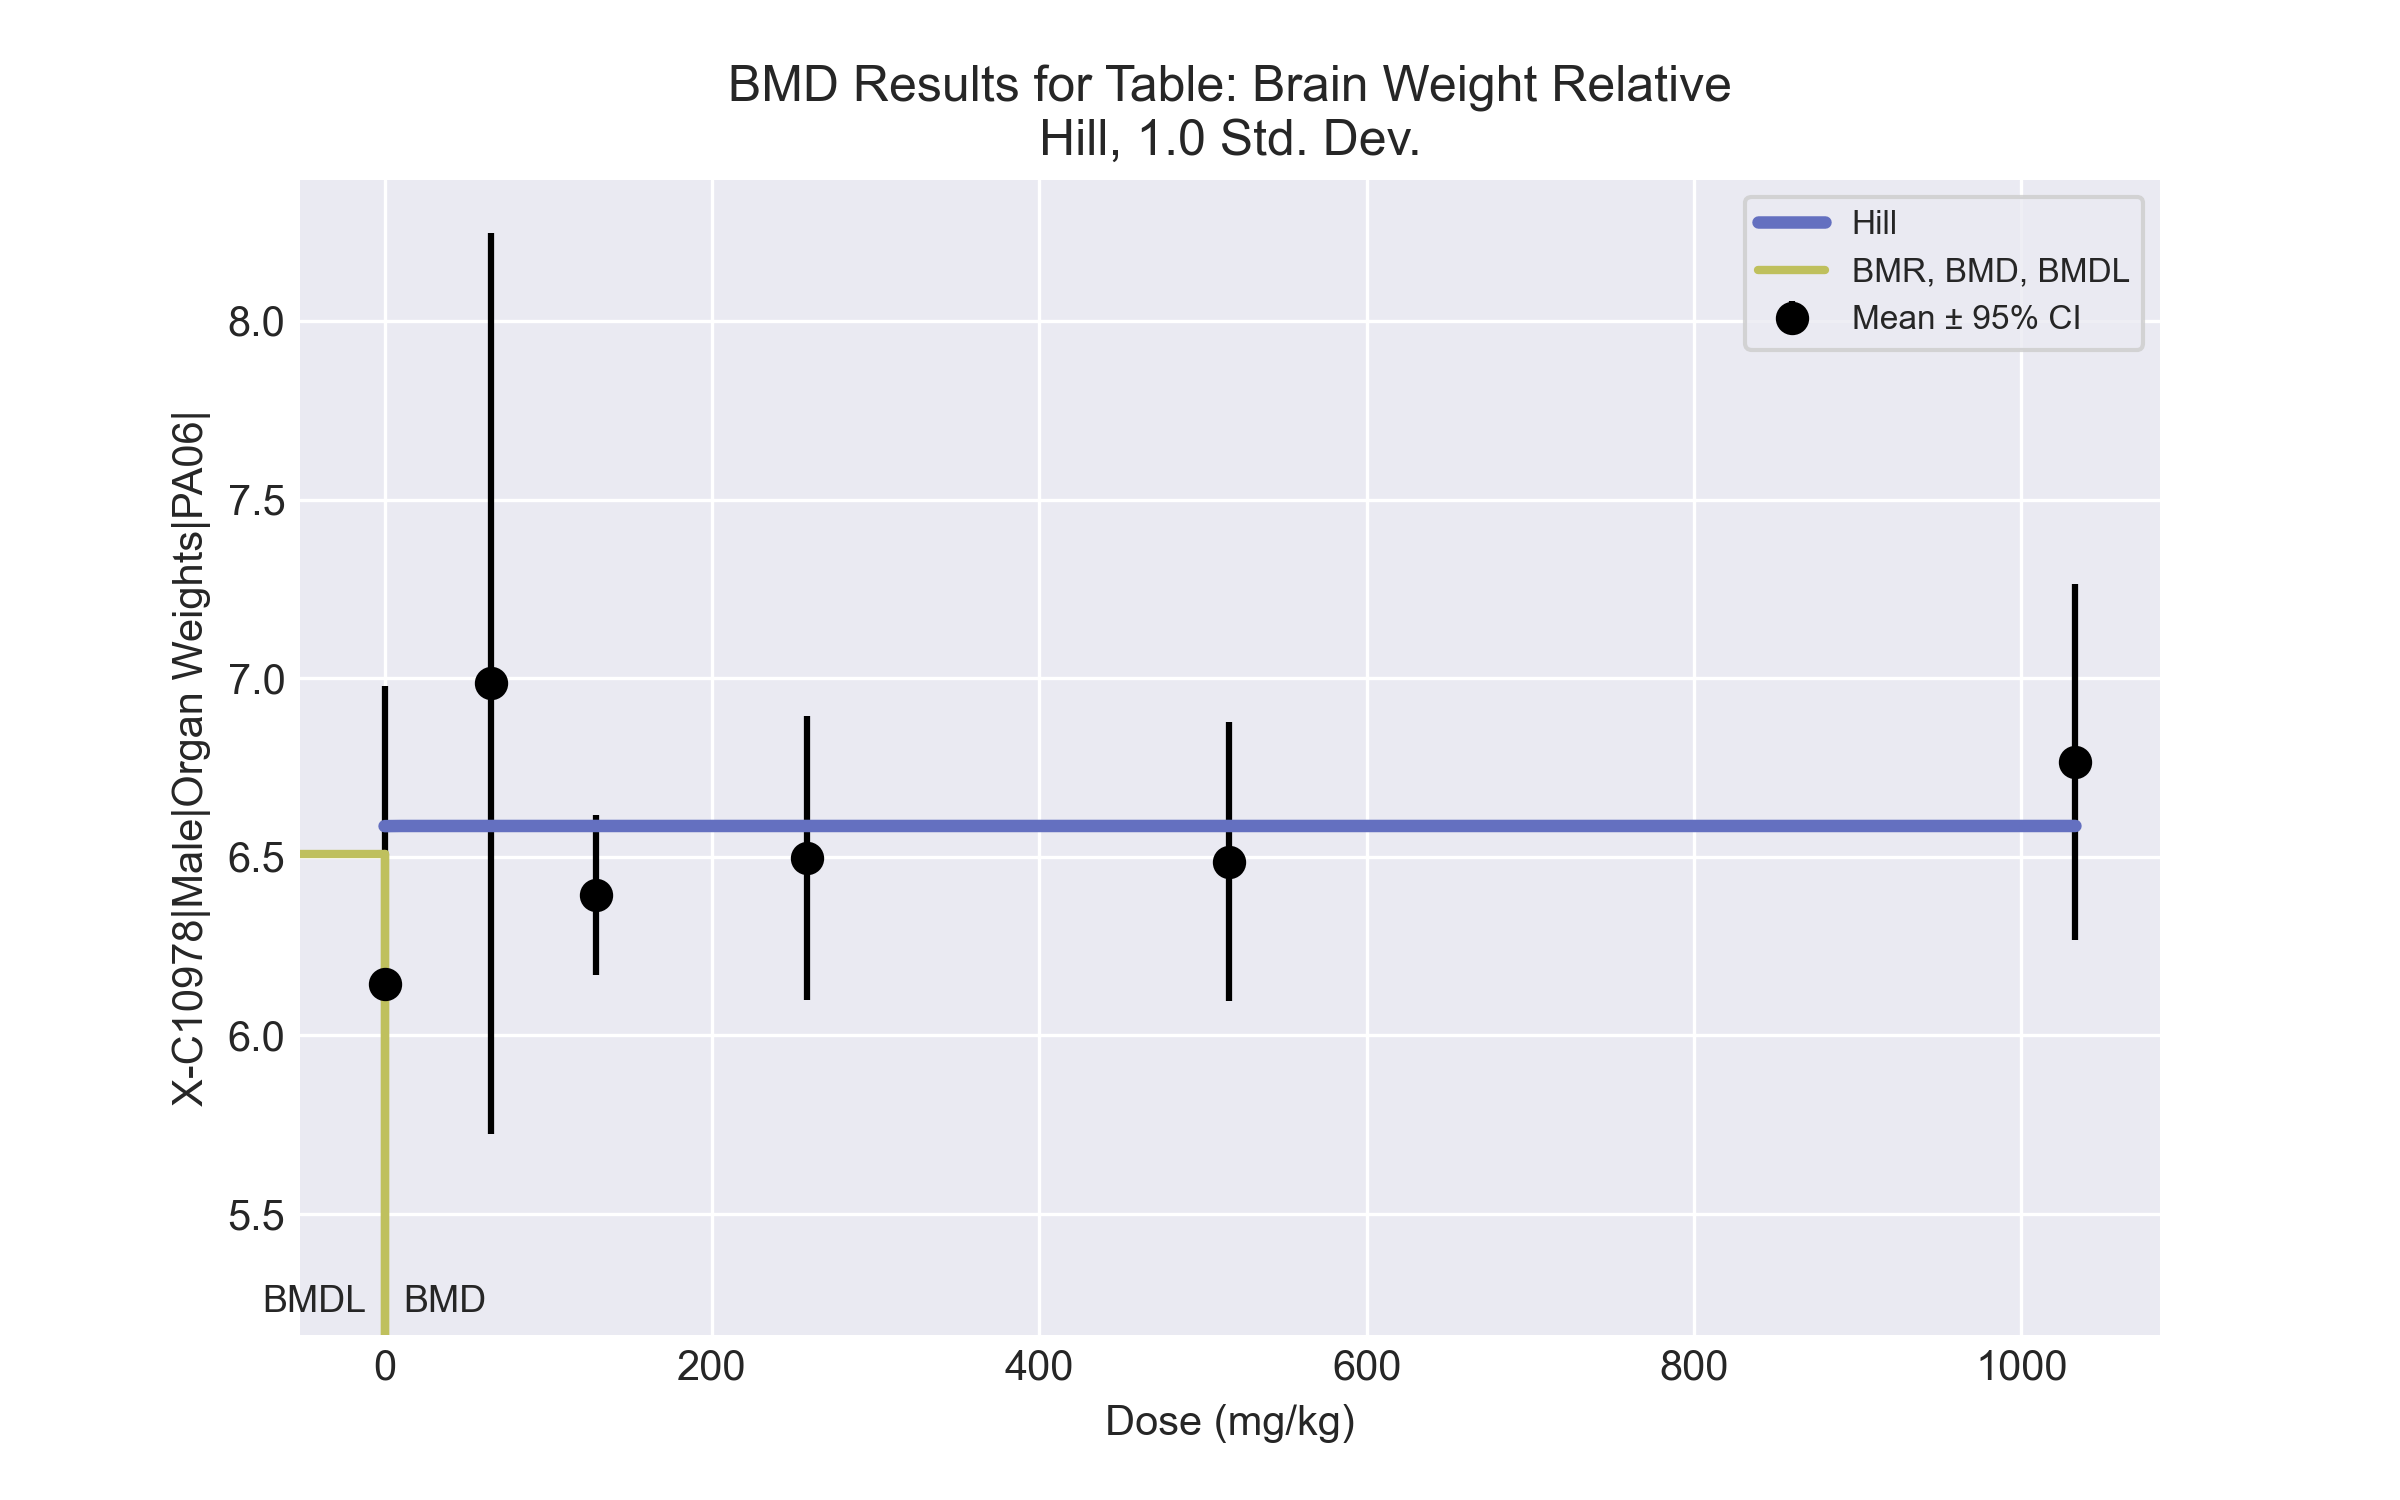 BMD Results for Table: Brain Weight Relative
Hill, 1.0 Std. Dev.
Hill
BMR, BMD, BMDL
Mean ± 95% CI
X-C10978|Male|Organ Weights|PA06|
8.0
7.5
7.0
6.5
6.0
5.5
BMDL BMD
0 200 400 600 800 1000
Dose (mg/kg)